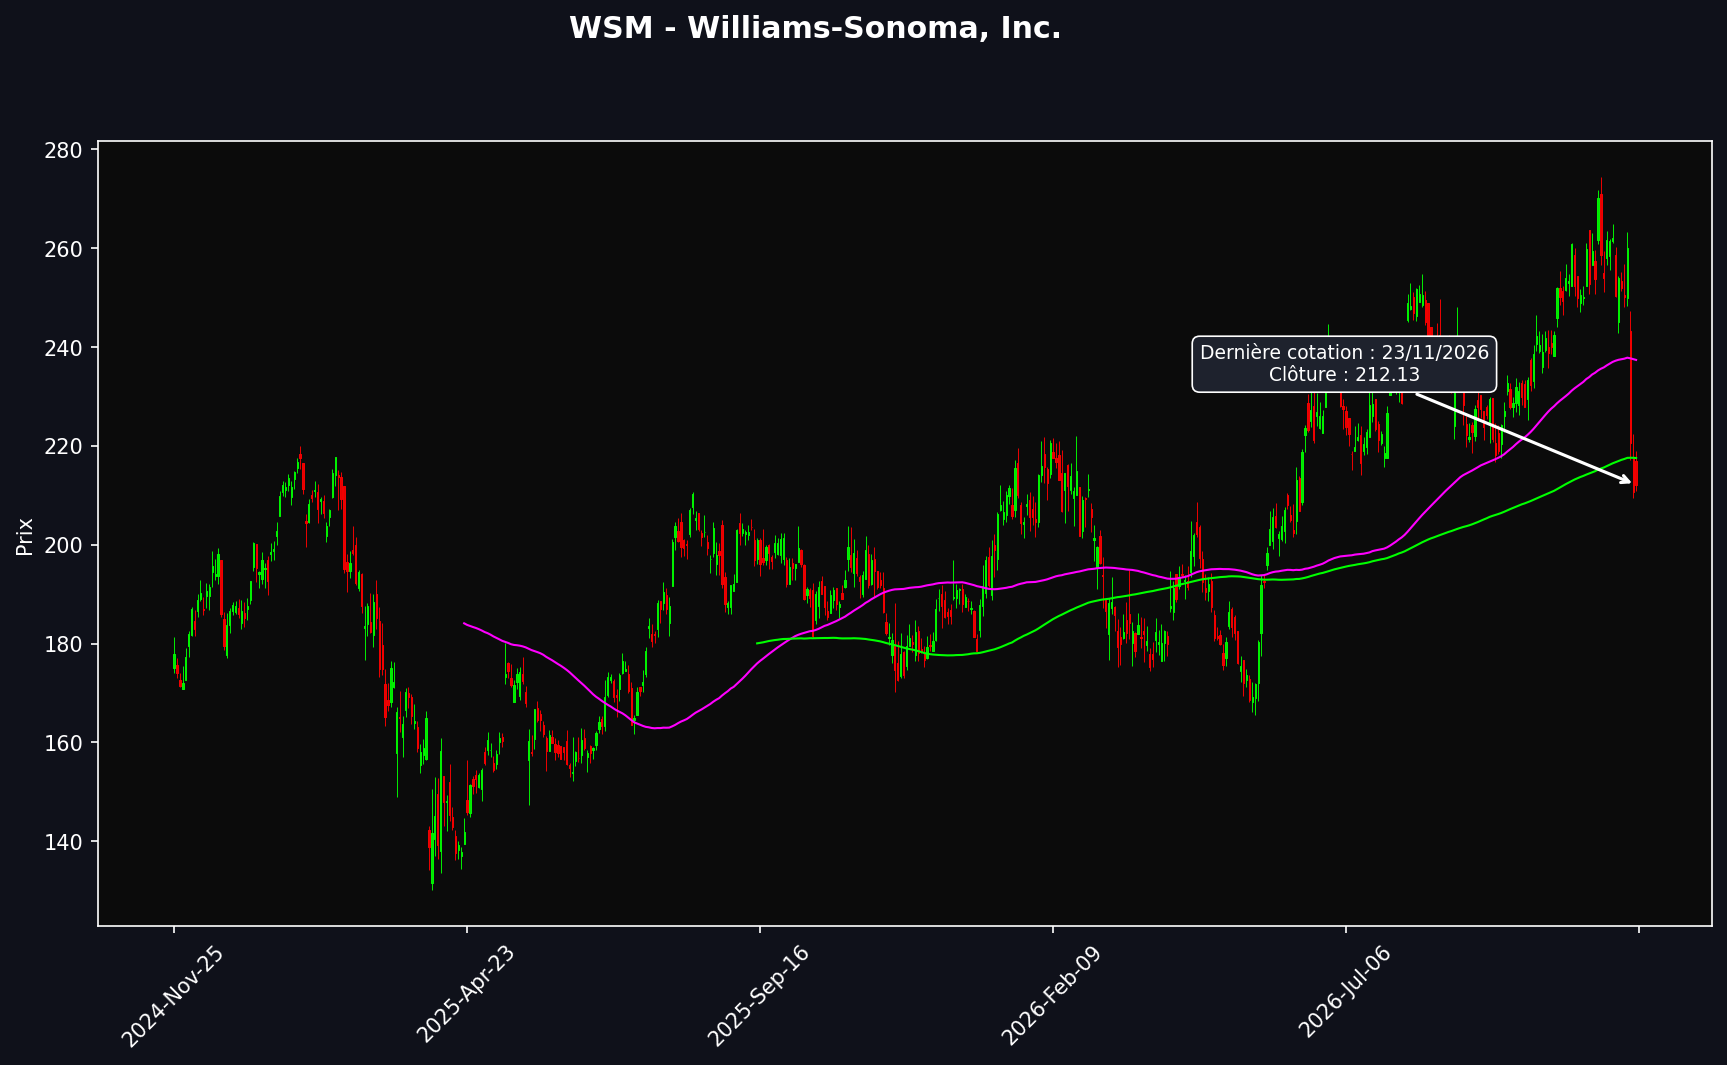 WSM - Williams-Sonoma, Inc.
Prix
280
260
240
220
200
180
160
140
Dernière cotation : 23/11/2026
Clôture : 212.13
2024-Nov-25
2025-Apr-23
2025-Sep-16
2026-Feb-09
2026-Jul-06